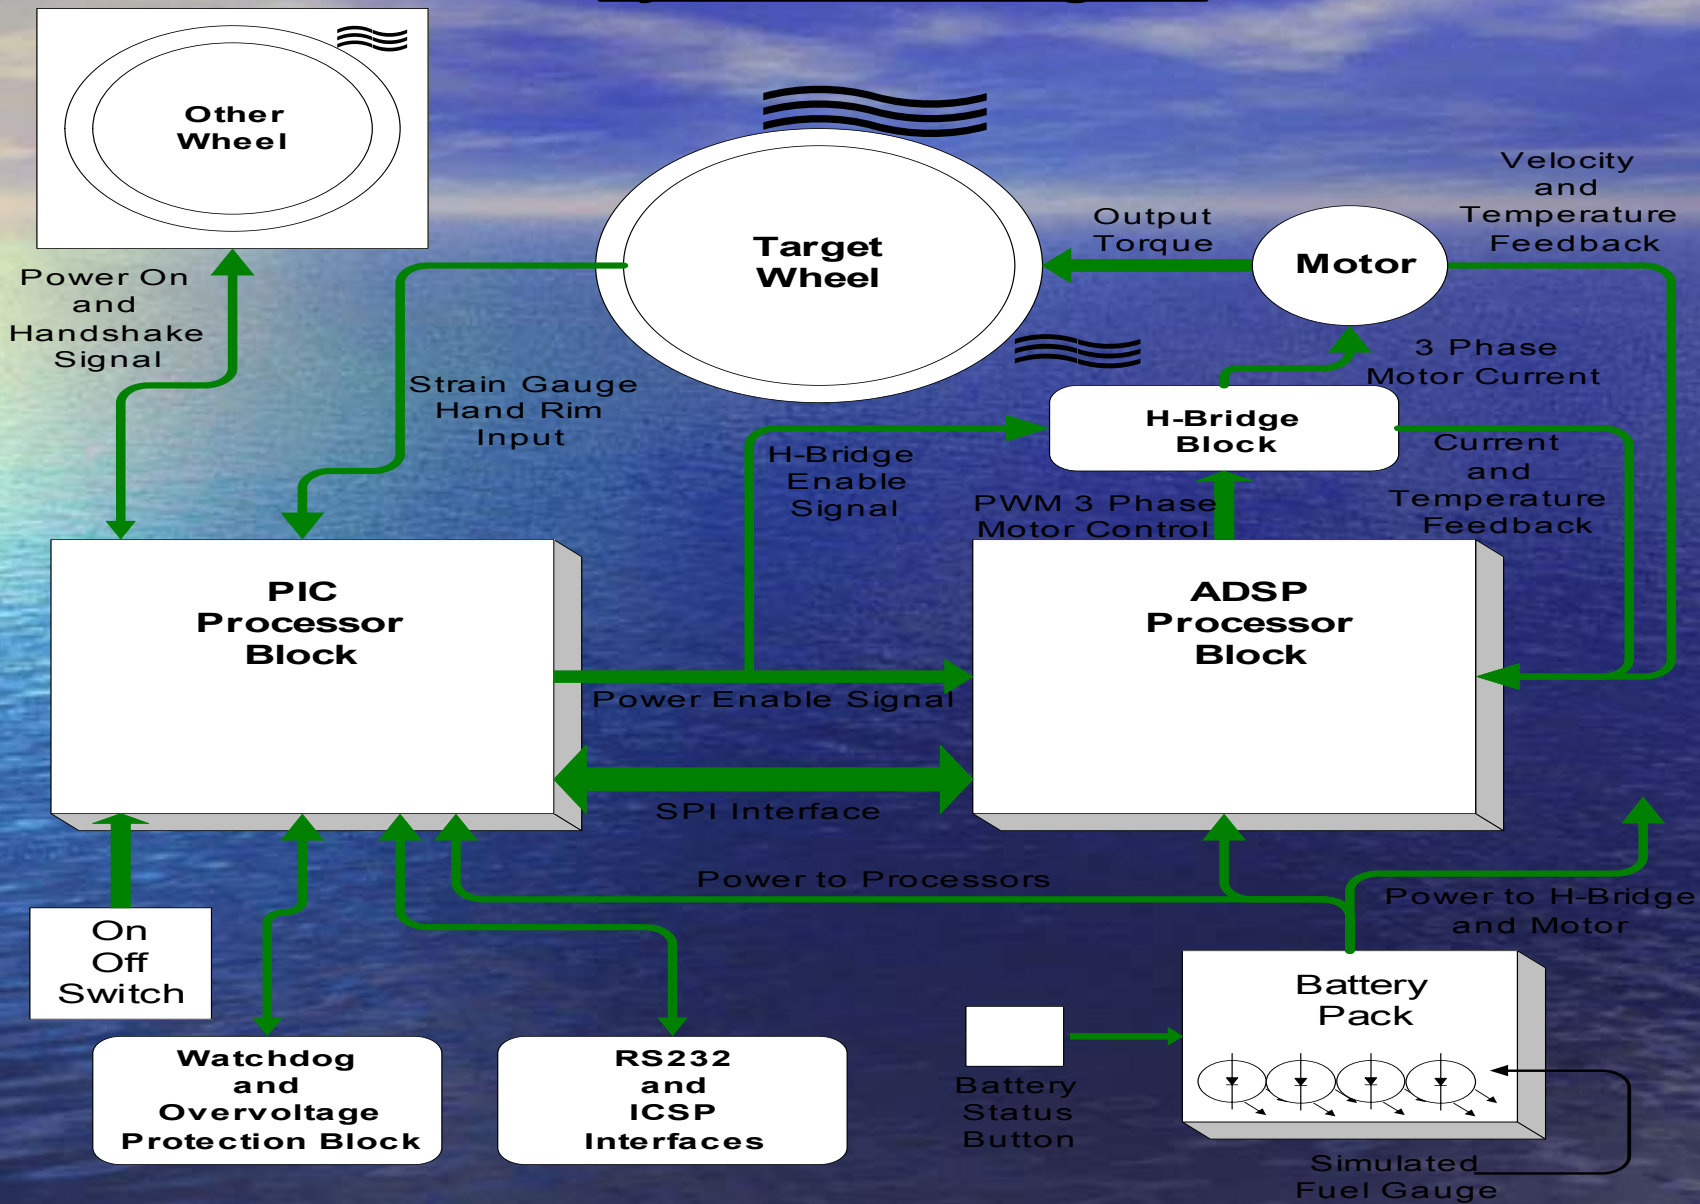 Other
Wheel
Target
Wheel
Output
Torque
Motor
Velocity
and
Temperature
Feedback
Power On
and
Handshake
Signal
Strain Gauge
Hand Rim
Input
3 Phase
Motor Current
H-Bridge
Block
H-Bridge
Enable
Signal
PWM 3 Phase
Motor Control
Current
and
Temperature
Feedback
PIC
Processor
Block
ADSP
Processor
Block
Power Enable Signal
SPI Interface
Power to Processors
Power to H-Bridge
and Motor
On
Off
Switch
Watchdog
and
Overvoltage
Protection Block
RS232
and
ICSP
Interfaces
Battery
Status
Button
Battery
Pack
Simulated
Fuel Gauge